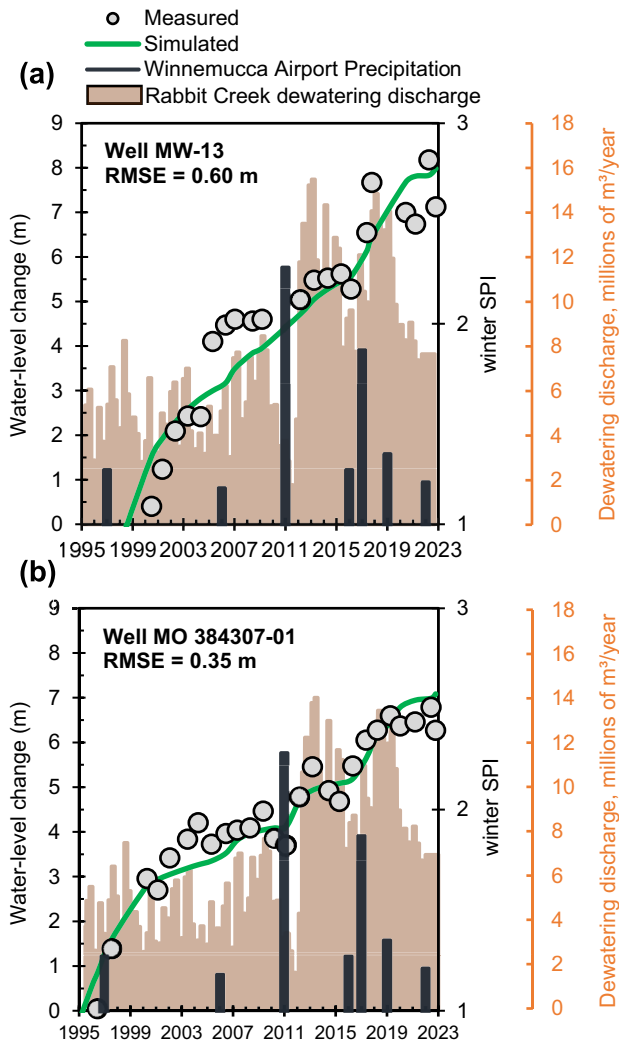 Measured
Simulated
Winnemucca Airport Precipitation
Rabbit Creek dewatering discharge
(a)
Well MW-13
RMSE = 0.60 m
Water-level change (m)
9
8
7
6
5
4
3
2
1
0
3
2
1
winter SPI
18
16
14
12
10
8
6
4
2
0
Dewatering discharge, millions of m³/year
1995 1999 2003 2007 2011 2015 2019 2023
(b)
Well MO 384307-01
RMSE = 0.35 m
Water-level change (m)
9
8
7
6
5
4
3
2
1
0
3
2
1
winter SPI
18
16
14
12
10
8
6
4
2
0
Dewatering discharge, millions of m³/year
1995 1999 2003 2007 2011 2015 2019 2023